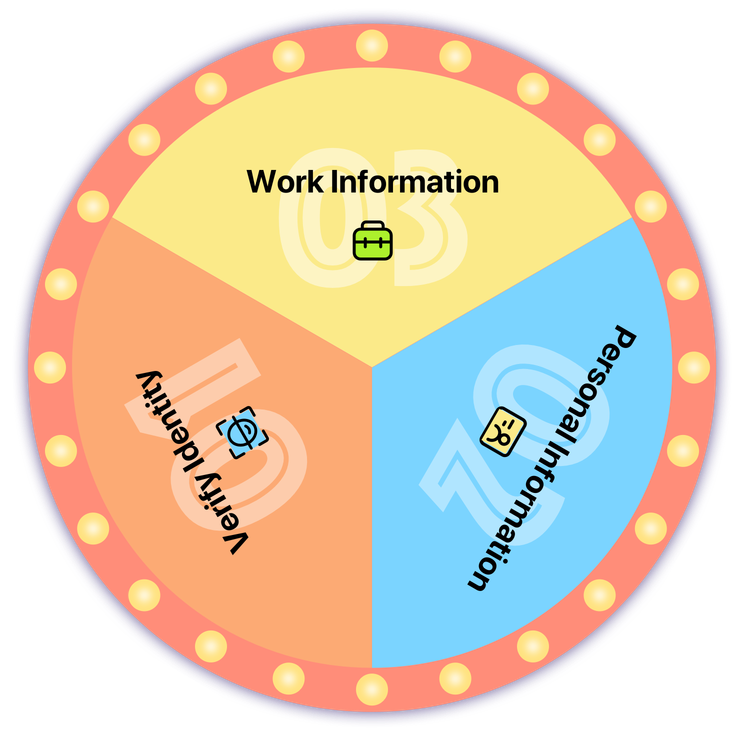 03
Work Information
02
Personal Information
01
Verify Identity